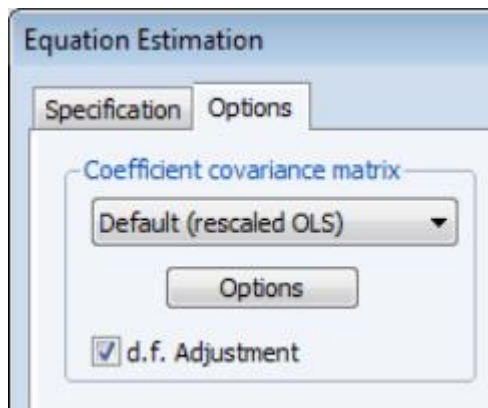 Equation Estimation
Specification Options
Coefficient covariance matrix
Default (rescaled OLS)
Options
d.f. Adjustment